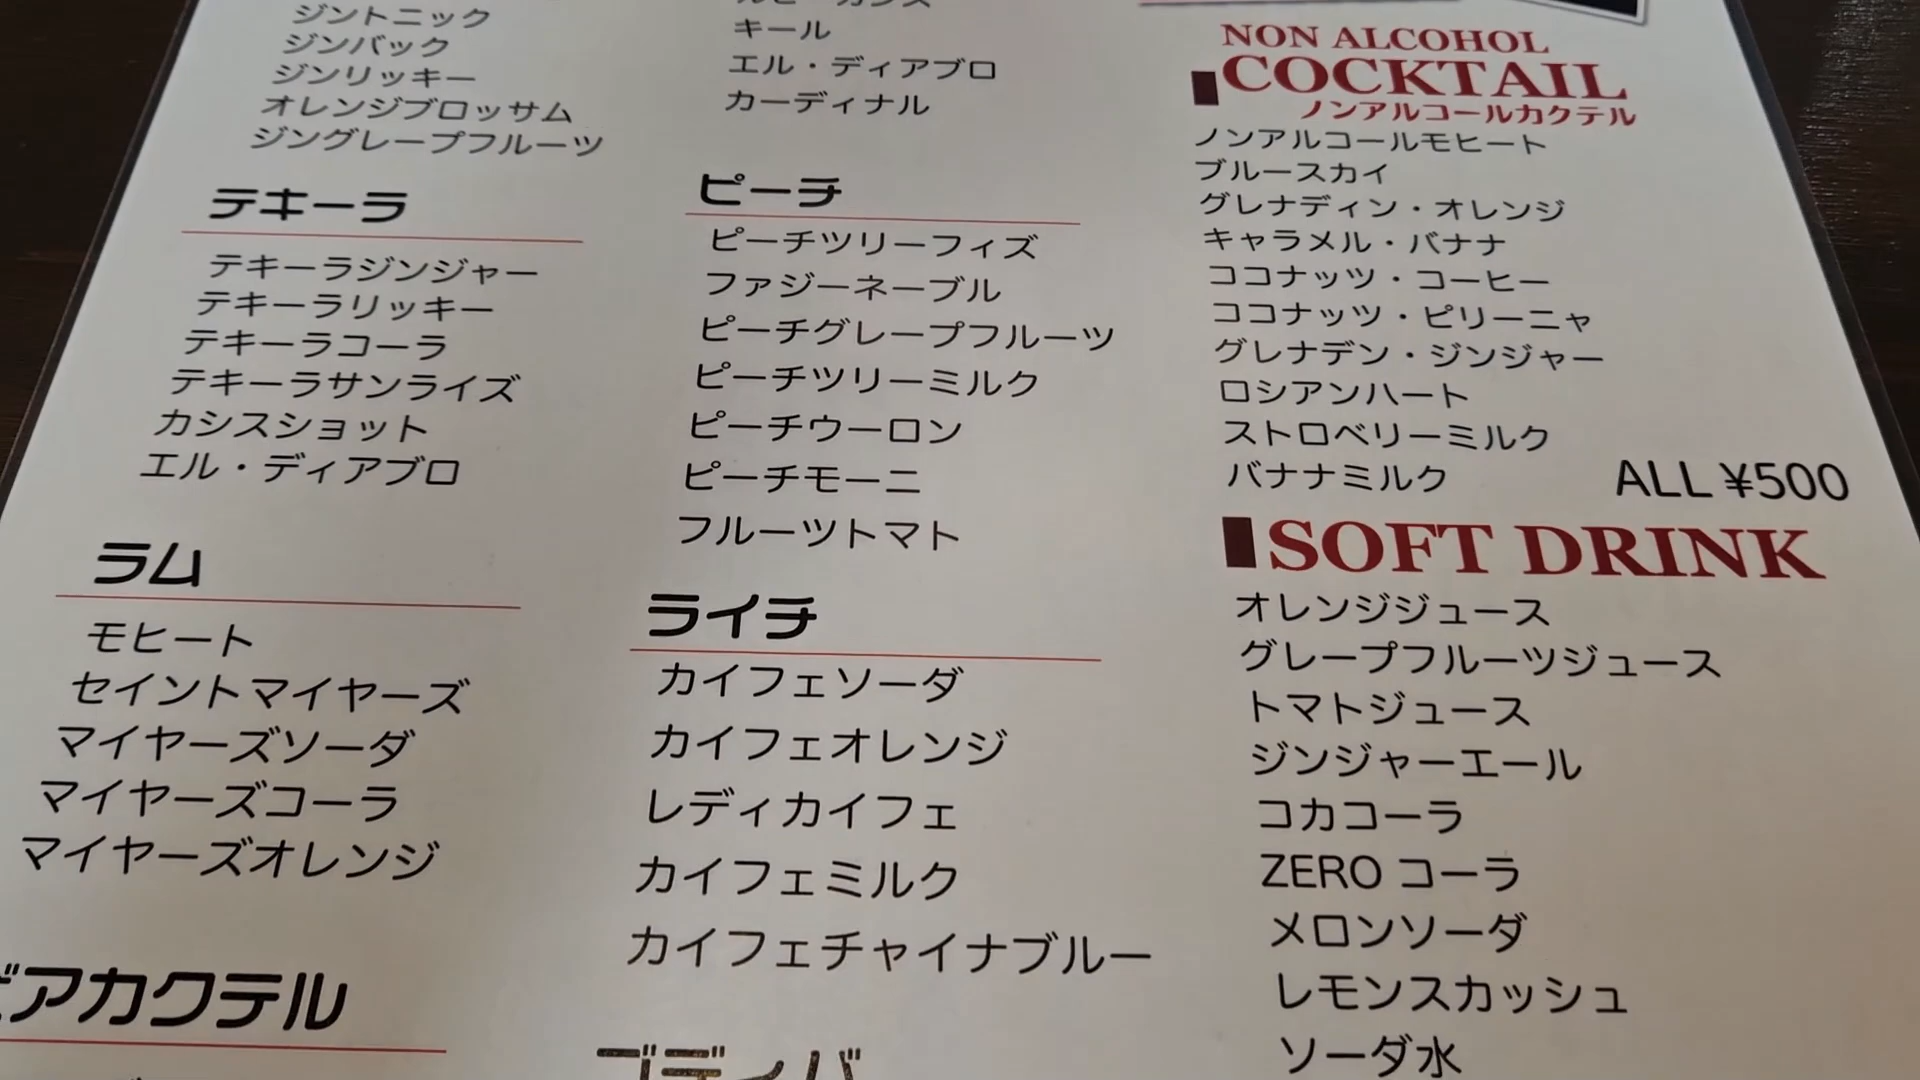 ジントニック
ジンバック
ジンリッキー
オレンジブロッサム
ジングレープフルーツ
テキーラ
テキーラジンジャー
テキーラリッキー
テキーラコーラ
テキーラサンライズ
カシスショット
エル・ディアブロ
ラム
モヒート
セイントマイヤーズ
マイヤーズソーダ
マイヤーズコーラ
マイヤーズオレンジ
ビアカクテル
キール
エル・ディアブロ
カーディナル
ピーチ
ピーチツリーフィズ
ファジーネーブル
ピーチグレープフルーツ
ピーチツリーミルク
ピーチウーロン
ピーチモーニ
フルーツトマト
ライチ
カイフェソーダ
カイフェオレンジ
レディカイフェ
カイフェミルク
カイフェチャイナブルー
ゴディバ
NON ALCOHOL
COCKTAIL
ノンアルコールカクテル
ノンアルコールモヒート
ブルースカイ
グレナディン・オレンジ
キャラメル・バナナ
ココナッツ・コーヒー
ココナッツ・ピリーニャ
グレナデン・ジンジャー
ロシアンハート
ストロベリーミルク
バナナミルク ALL ¥500
SOFT DRINK
オレンジジュース
グレープフルーツジュース
トマトジュース
ジンジャーエール
コカコーラ
ZERO コーラ
メロンソーダ
レモンスカッシュ
ソーダ水